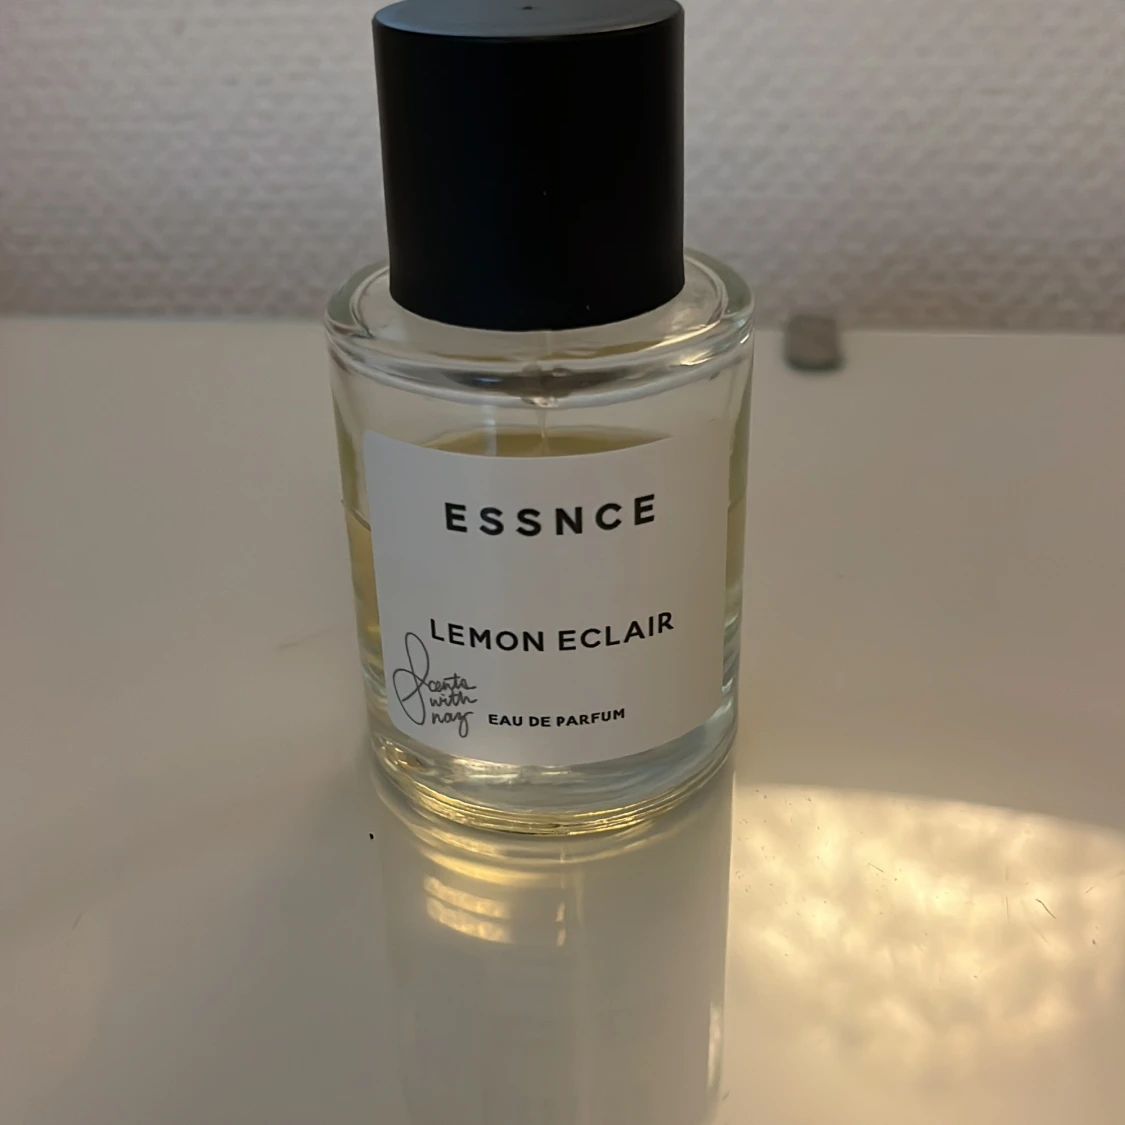 ESSNCE
LEMON ECLAIR
Scents
with
naz
EAU DE PARFUM